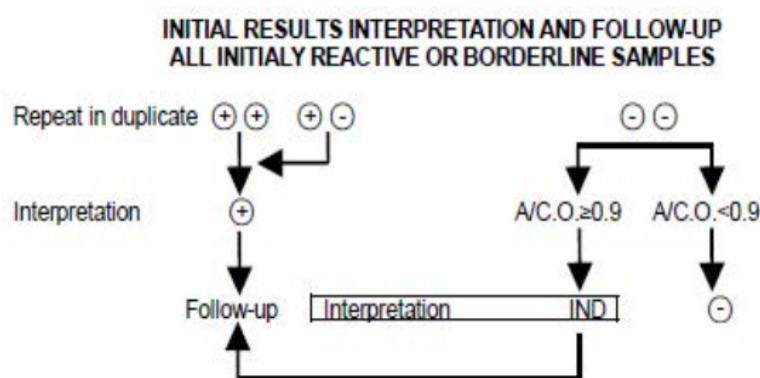 INITIAL RESULTS INTERPRETATION AND FOLLOW-UP
ALL INITIALY REACTIVE OR BORDERLINE SAMPLES
Repeat in duplicate + + + - - -
Interpretation + A/C.O.≥0.9 A/C.O.<0.9
Follow-up Interpretation IND -